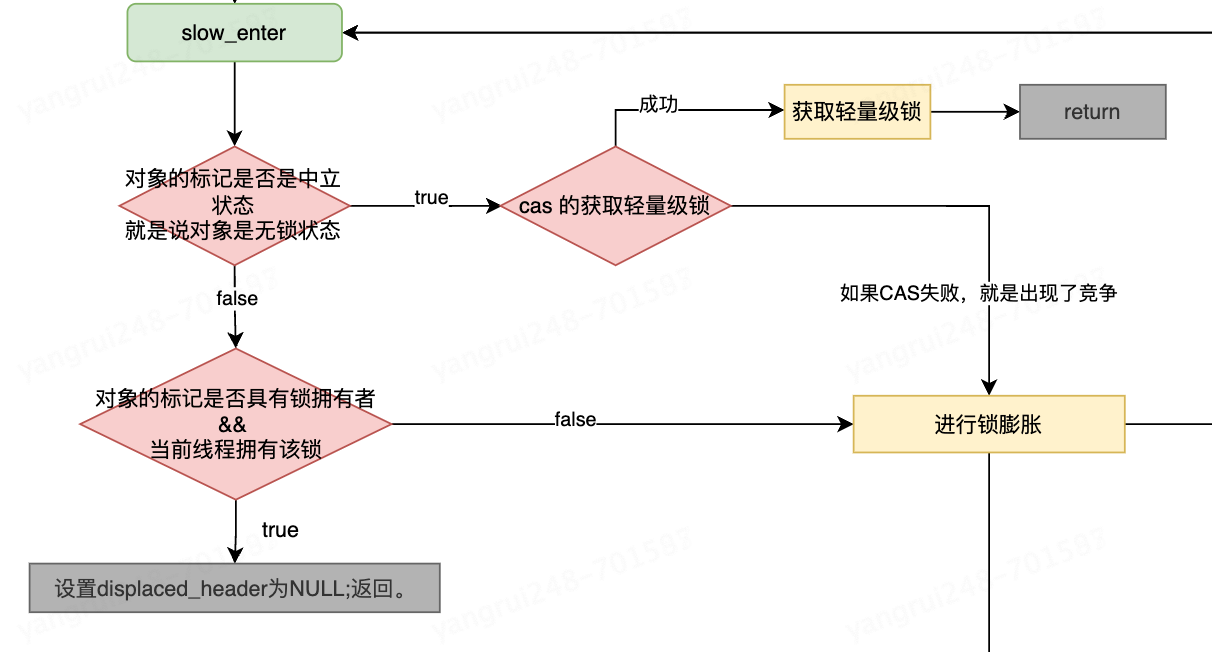 slow_enter
成功
获取轻量级锁
return
对象的标记是否是中立
状态
就是说对象是无锁状态
true
cas 的获取轻量级锁
false
如果CAS失败，就是出现了竞争
对象的标记是否具有锁拥有者
&&
当前线程拥有该锁
false
进行锁膨胀
true
设置displaced_header为NULL;返回。
yangrui248-701593
yangrui248-701593
yangrui248-701593
yangrui248-701593
yangrui248-701593
yangrui248-701593
yangrui248-701593
yangrui248-701593
yangrui248-701593